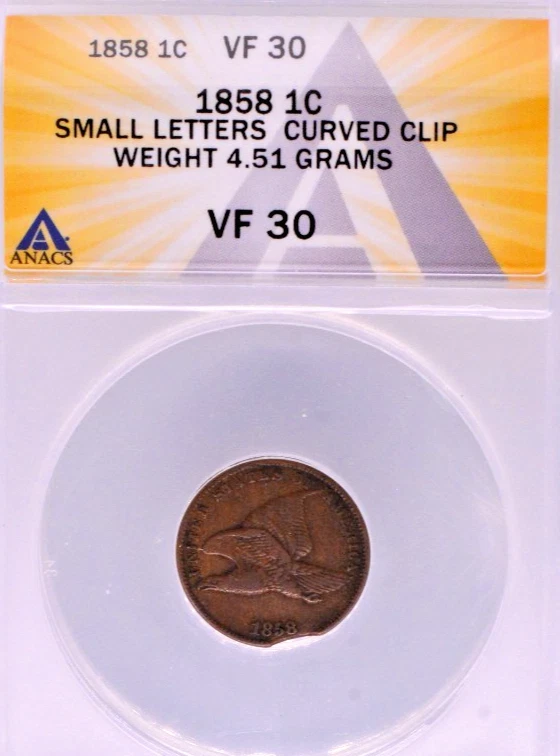 1858 1C VF 30
1858 1C
SMALL LETTERS CURVED CLIP
WEIGHT 4.51 GRAMS
VF 30
ANACS
UNITED STATES OF AMERICA
1858